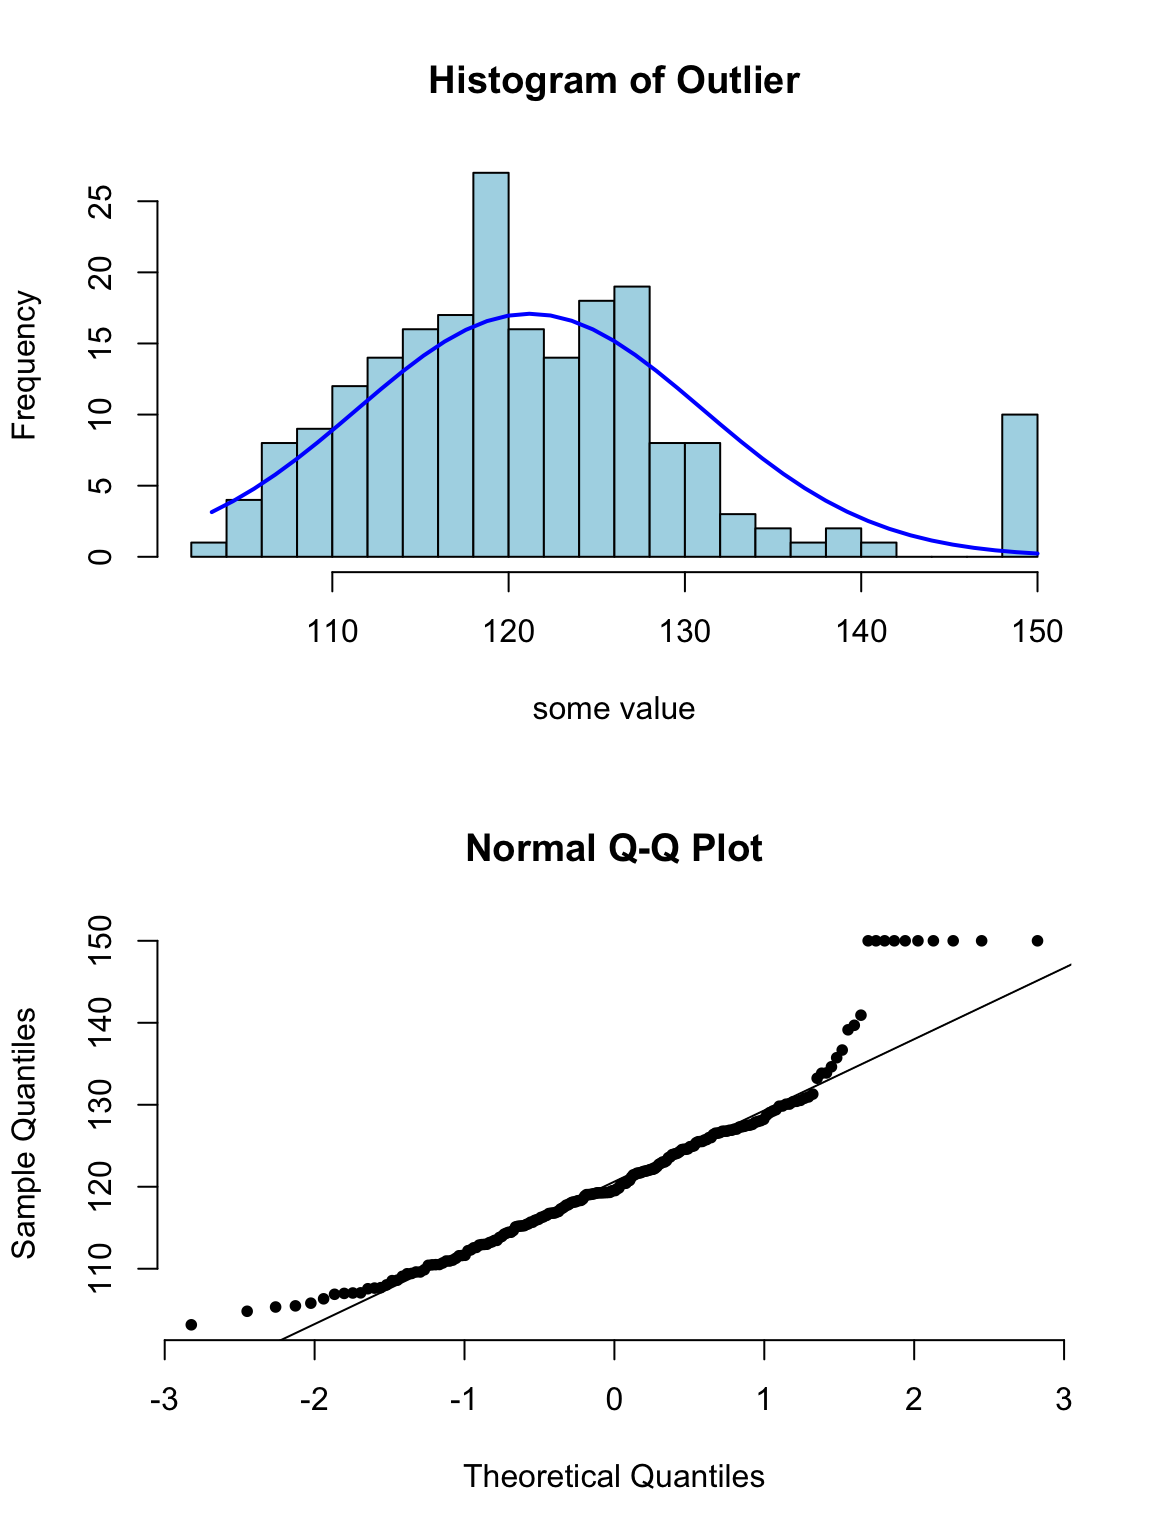 Histogram of Outlier
Frequency
0 5 10 15 20 25
110 120 130 140 150
some value
Normal Q-Q Plot
Sample Quantiles
110 120 130 140 150
-3 -2 -1 0 1 2 3
Theoretical Quantiles